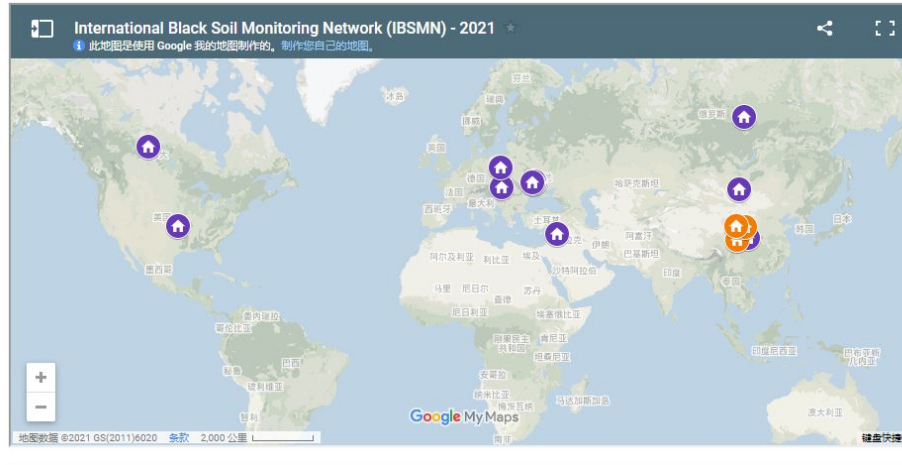 International Black Soil Monitoring Network (IBSMN) - 2021
此地图是使用 Google 我的地图制作的。制作您自己的地图。
冰岛
芬兰
瑞典
挪威
俄罗斯
英国
德国
法国
哈萨克斯坦
西班牙
意大利
土耳其
美国
日本
韩国
伊朗
阿富汗
巴基斯坦
阿尔及利亚
利比亚
埃及
沙特阿拉伯
印度
泰国
墨西哥
马里
尼日尔
乍得
苏丹
尼日利亚
埃塞俄比亚
委内瑞拉
哥伦比亚
刚果民主
共和国
肯尼亚
坦桑尼亚
印度尼西亚
巴布亚新
几内亚
秘鲁
巴西
玻利维亚
安哥拉
纳米比亚
博茨瓦纳
马达加斯加
智利
南非
澳大利亚
+
−
Google My Maps
地图数据 ©2021 GS(2011)6020 条款 2,000 公里
键盘快捷